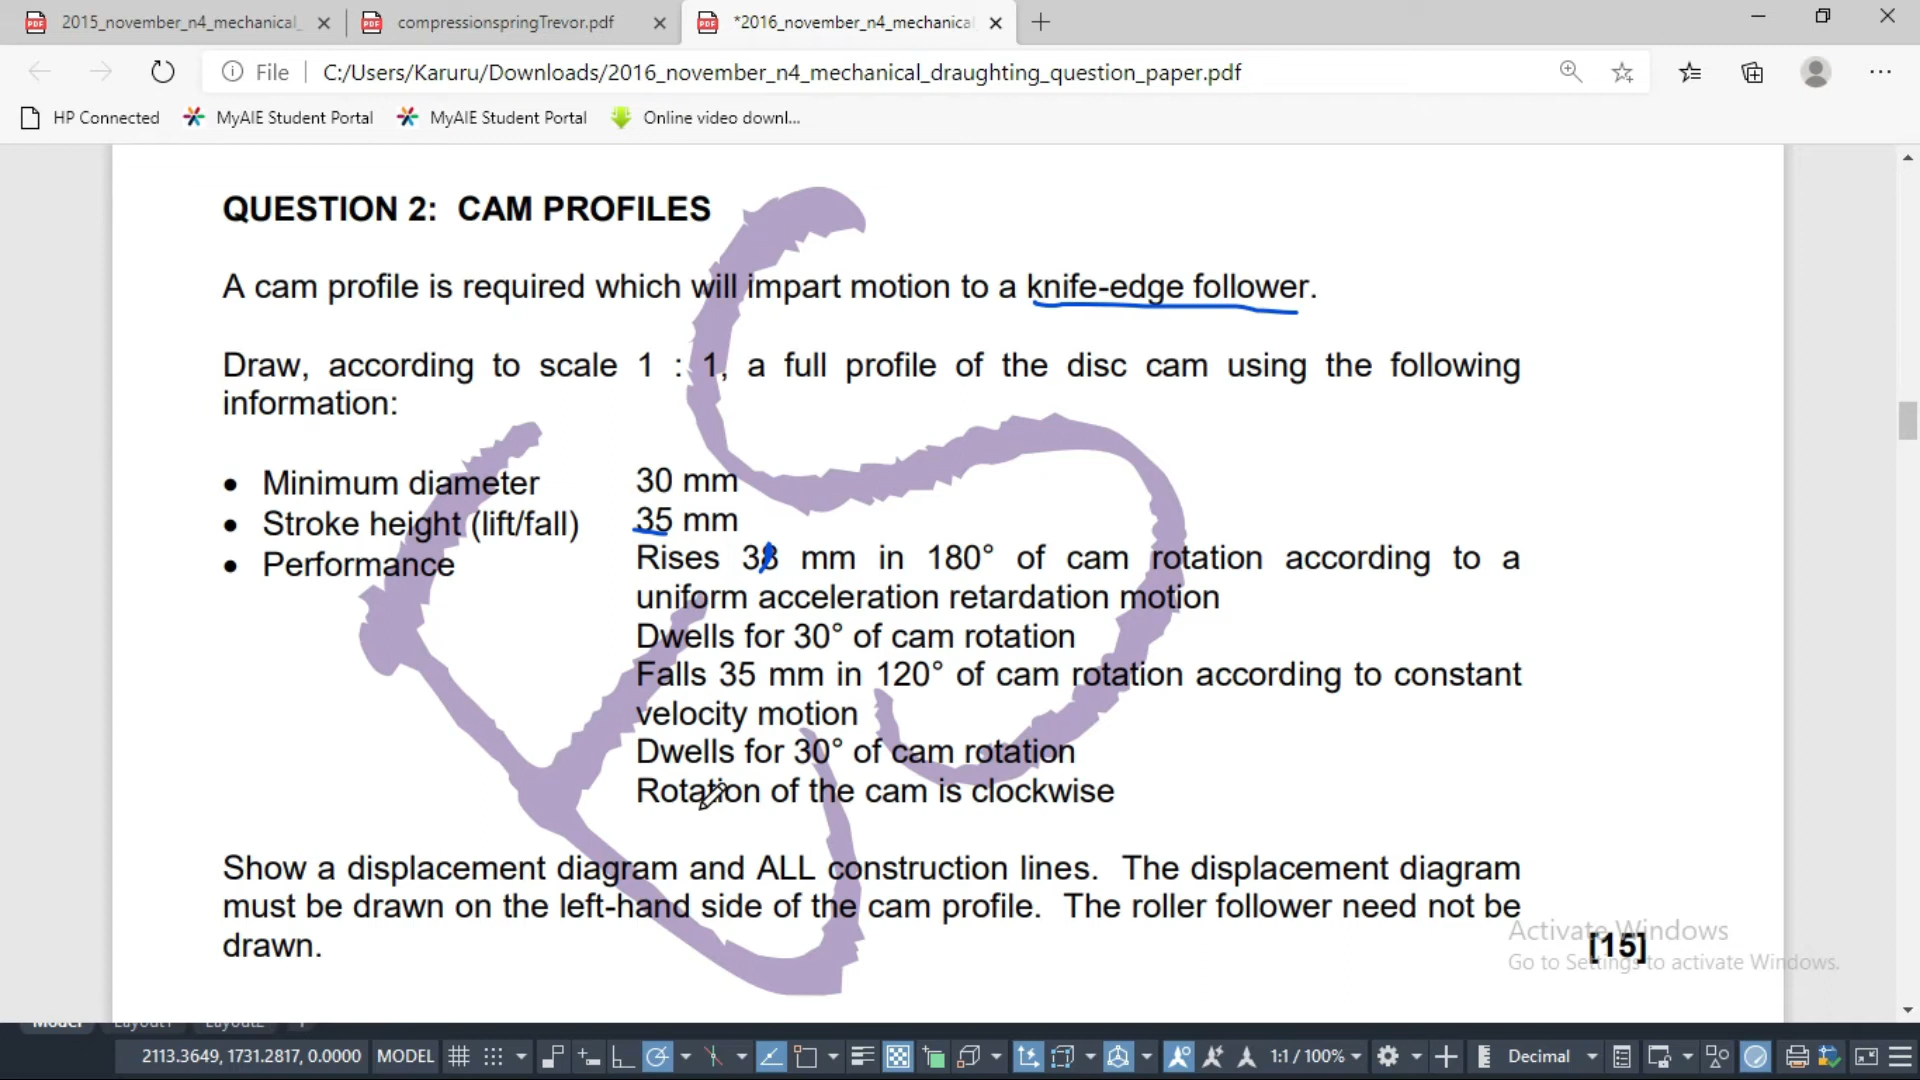 2015_november_n4_mechanical_
compressionspringTrevor.pdf
*2016_november_n4_mechanica
File
C:/Users/Karuru/Downloads/2016_november_n4_mechanical_draughting_question_paper.pdf
HP Connected
MyAIE Student Portal
MyAIE Student Portal
Online video downl...
QUESTION 2: CAM PROFILES
A cam profile is required which will impart motion to a knife-edge follower.
Draw, according to scale 1 : 1, a full profile of the disc cam using the following
information:
• Minimum diameter 30 mm
• Stroke height (lift/fall) 35 mm
• Performance Rises 38 mm in 180° of cam rotation according to a
uniform acceleration retardation motion
Dwells for 30° of cam rotation
Falls 35 mm in 120° of cam rotation according to constant
velocity motion
Dwells for 30° of cam rotation
Rotation of the cam is clockwise
Show a displacement diagram and ALL construction lines. The displacement diagram
must be drawn on the left-hand side of the cam profile. The roller follower need not be
drawn.
[15]
Activate Windows
Go to Settings to activate Windows.
Model Layout1 Layout2
2113.3649, 1731.2817, 0.0000 MODEL 1:1 / 100% Decimal